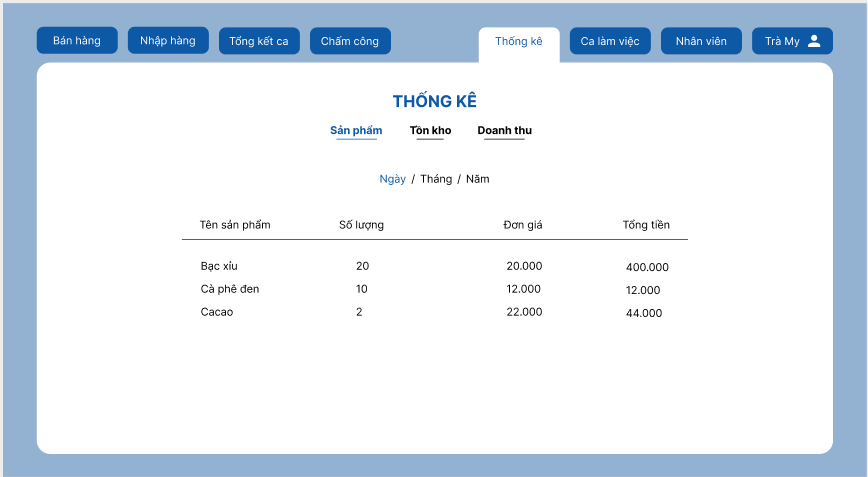 Bán hàng Nhập hàng Tổng kết ca Chấm công Thống kê Ca làm việc Nhân viên Trà My
THỐNG KÊ
Sản phẩm Tồn kho Doanh thu
Ngày / Tháng / Năm
Tên sản phẩm Số lượng Đơn giá Tổng tiền
Bạc xỉu 20 20.000 400.000
Cà phê đen 10 12.000 12.000
Cacao 2 22.000 44.000